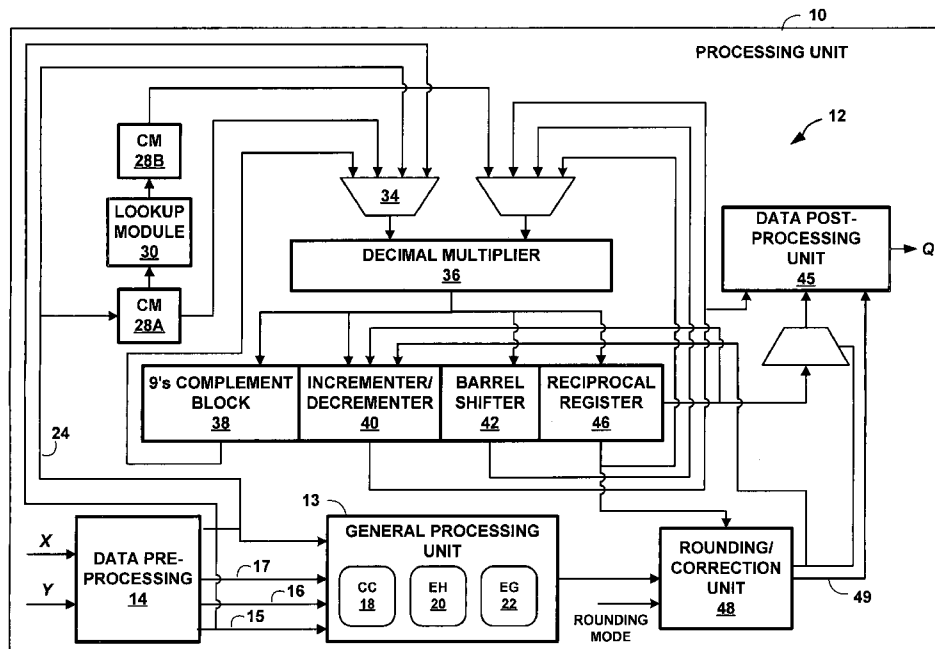 10
PROCESSING UNIT
12
CM
28B
LOOKUP
MODULE
30
CM
28A
34
DECIMAL MULTIPLIER
36
DATA POST-
PROCESSING
UNIT
45
Q
9's COMPLEMENT
BLOCK
38
INCREMENTER/
DECREMENTER
40
BARREL
SHIFTER
42
RECIPROCAL
REGISTER
46
24
13
X
Y
DATA PRE-
PROCESSING
14
17
16
15
GENERAL PROCESSING
UNIT
CC
18
EH
20
EG
22
ROUNDING
MODE
ROUNDING/
CORRECTION
UNIT
48
49